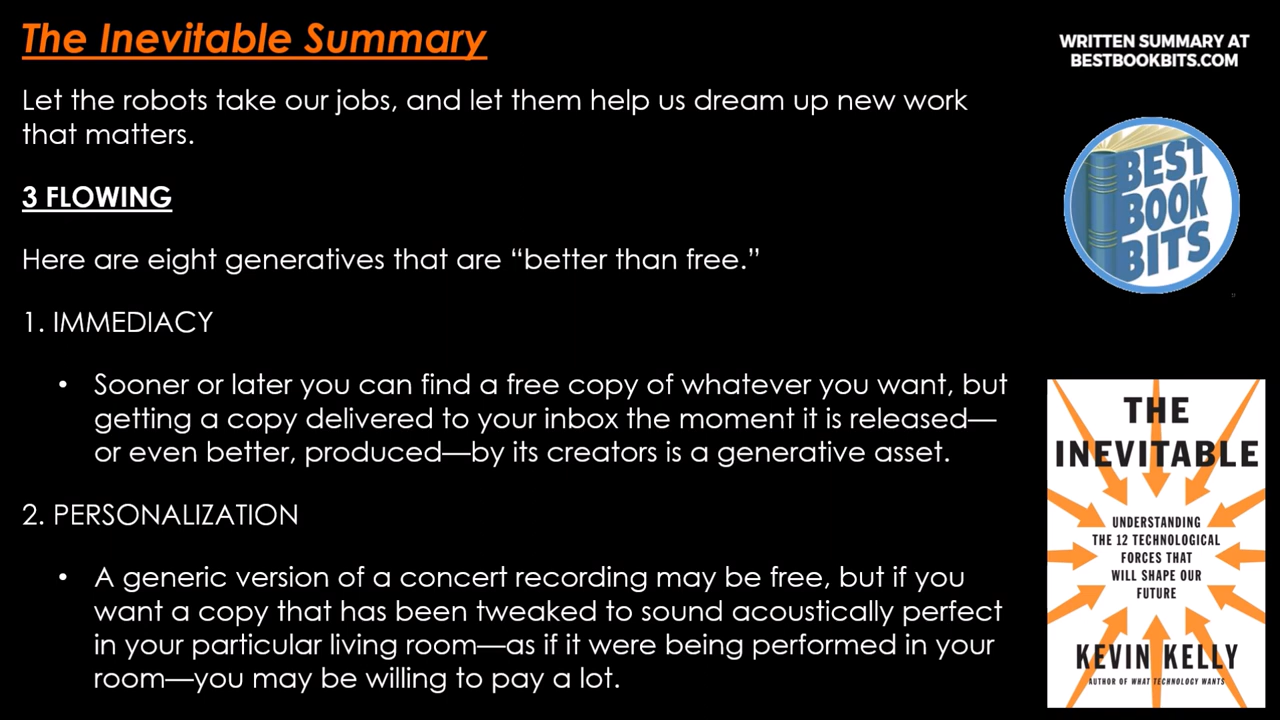 The Inevitable Summary
WRITTEN SUMMARY AT
BESTBOOKBITS.COM
Let the robots take our jobs, and let them help us dream up new work
that matters.
3 FLOWING
Here are eight generatives that are “better than free.”
1. IMMEDIACY
• Sooner or later you can find a free copy of whatever you want, but
getting a copy delivered to your inbox the moment it is released—
or even better, produced—by its creators is a generative asset.
2. PERSONALIZATION
• A generic version of a concert recording may be free, but if you
want a copy that has been tweaked to sound acoustically perfect
in your particular living room—as if it were being performed in your
room—you may be willing to pay a lot.
BEST
BOOK
BITS
THE
INEVITABLE
UNDERSTANDING
THE 12 TECHNOLOGICAL
FORCES THAT
WILL SHAPE OUR
FUTURE
KEVIN KELLY
AUTHOR OF WHAT TECHNOLOGY WANTS